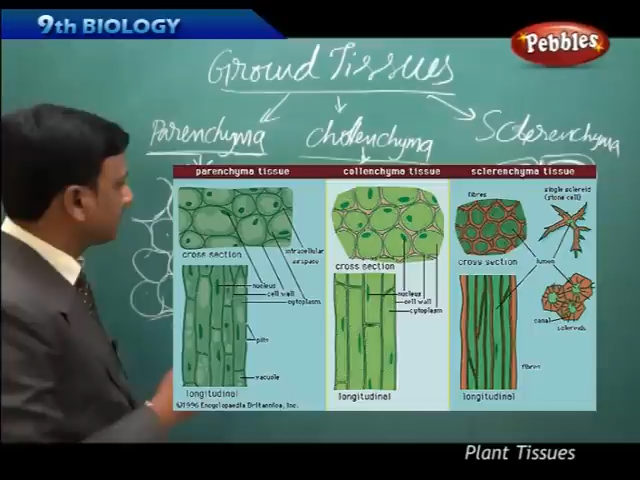 9th BIOLOGY
Pebbles
Ground Tissues
Parenchyma
Chollenchyma
Sclerenchyma
parenchyma tissue
collenchyma tissue
sclerenchyma tissue
fibres
single sclereid
(stone cell)
intracellular
airspace
cross section
cross section
cross section
lumen
nucleus
cell wall
cytoplasm
nucleus
cell wall
cytoplasm
canal
sclereids
pits
fibres
vacuole
longitudinal
longitudinal
longitudinal
©1996 Encyclopaedia Britannica, Inc.
Plant Tissues